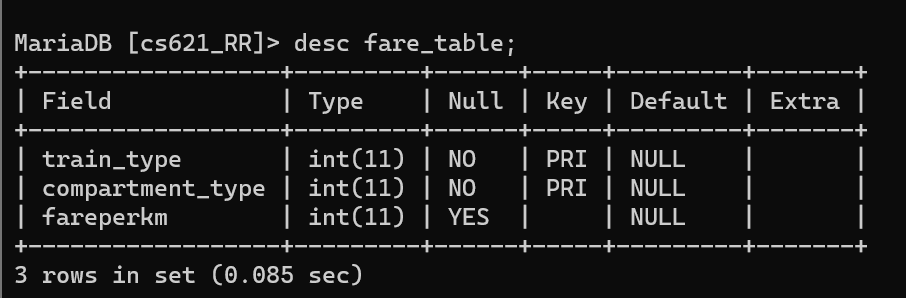 MariaDB [cs621_RR]> desc fare_table;
+------------------+---------+------+-----+---------+-------+
| Field            | Type    | Null | Key | Default | Extra |
+------------------+---------+------+-----+---------+-------+
| train_type       | int(11) | NO   | PRI | NULL    |       |
| compartment_type | int(11) | NO   | PRI | NULL    |       |
| fareperkm        | int(11) | YES  |     | NULL    |       |
+------------------+---------+------+-----+---------+-------+
3 rows in set (0.085 sec)